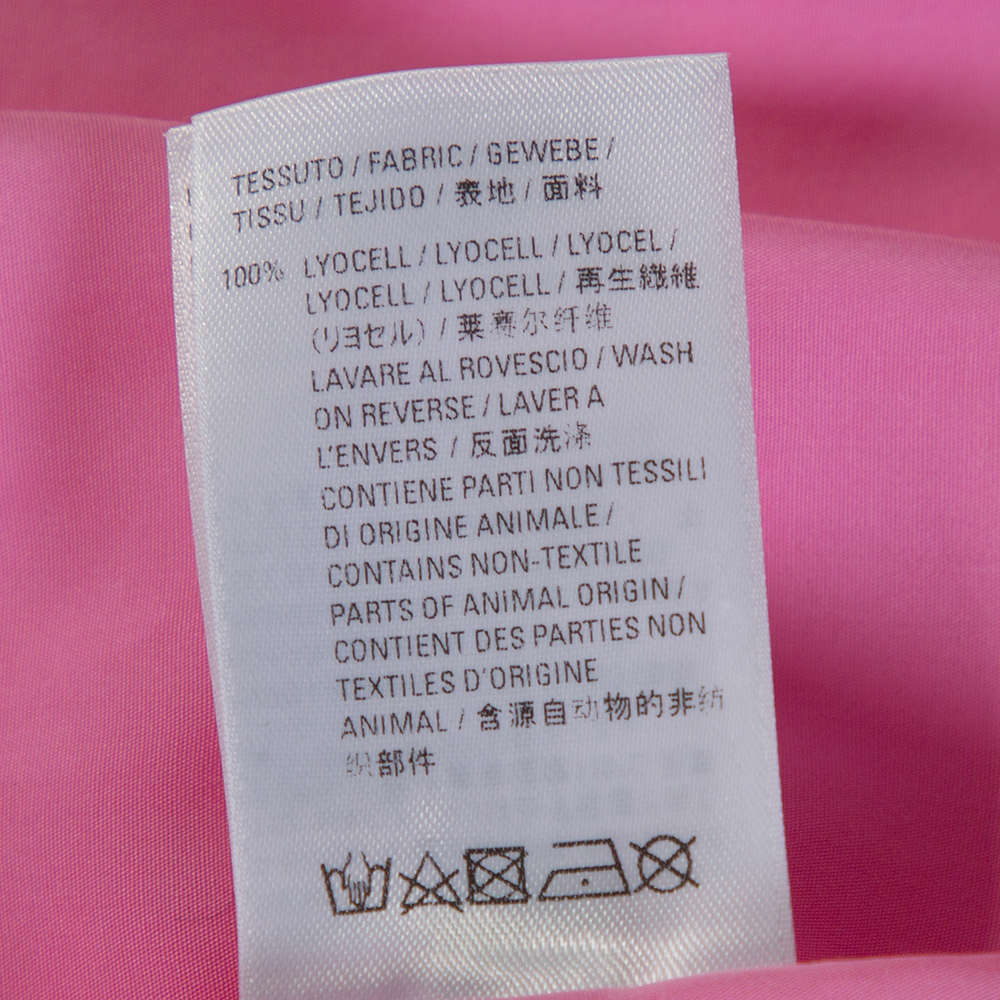 TESSUTO / FABRIC / GEWEBE /
TISSU / TEJIDO / 表地 / 面料
100% LYOCELL / LYOCELL / LYOCEL /
LYOCELL / LYOCELL / 再生繊維
(リヨセル) / 莱赛尔纤维
LAVARE AL ROVESCIO / WASH
ON REVERSE / LAVER A
L'ENVERS / 反面洗涤
CONTIENE PARTI NON TESSILI
DI ORIGINE ANIMALE /
CONTAINS NON-TEXTILE
PARTS OF ANIMAL ORIGIN /
CONTIENT DES PARTIES NON
TEXTILES D'ORIGINE
ANIMAL / 含源自动物的非纺
织部件